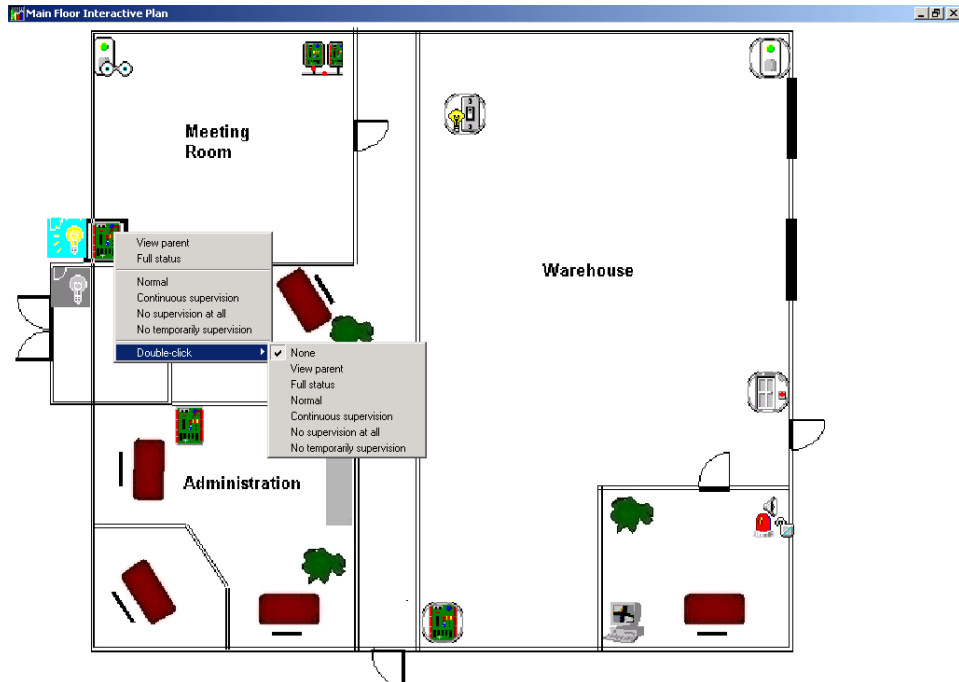 Main Floor Interactive Plan
Meeting
Room
Warehouse
View parent
Full status
Normal
Continuous supervision
No supervision at all
No temporarily supervision
Double-click
None
View parent
Full status
Normal
Continuous supervision
No supervision at all
No temporarily supervision
Administration